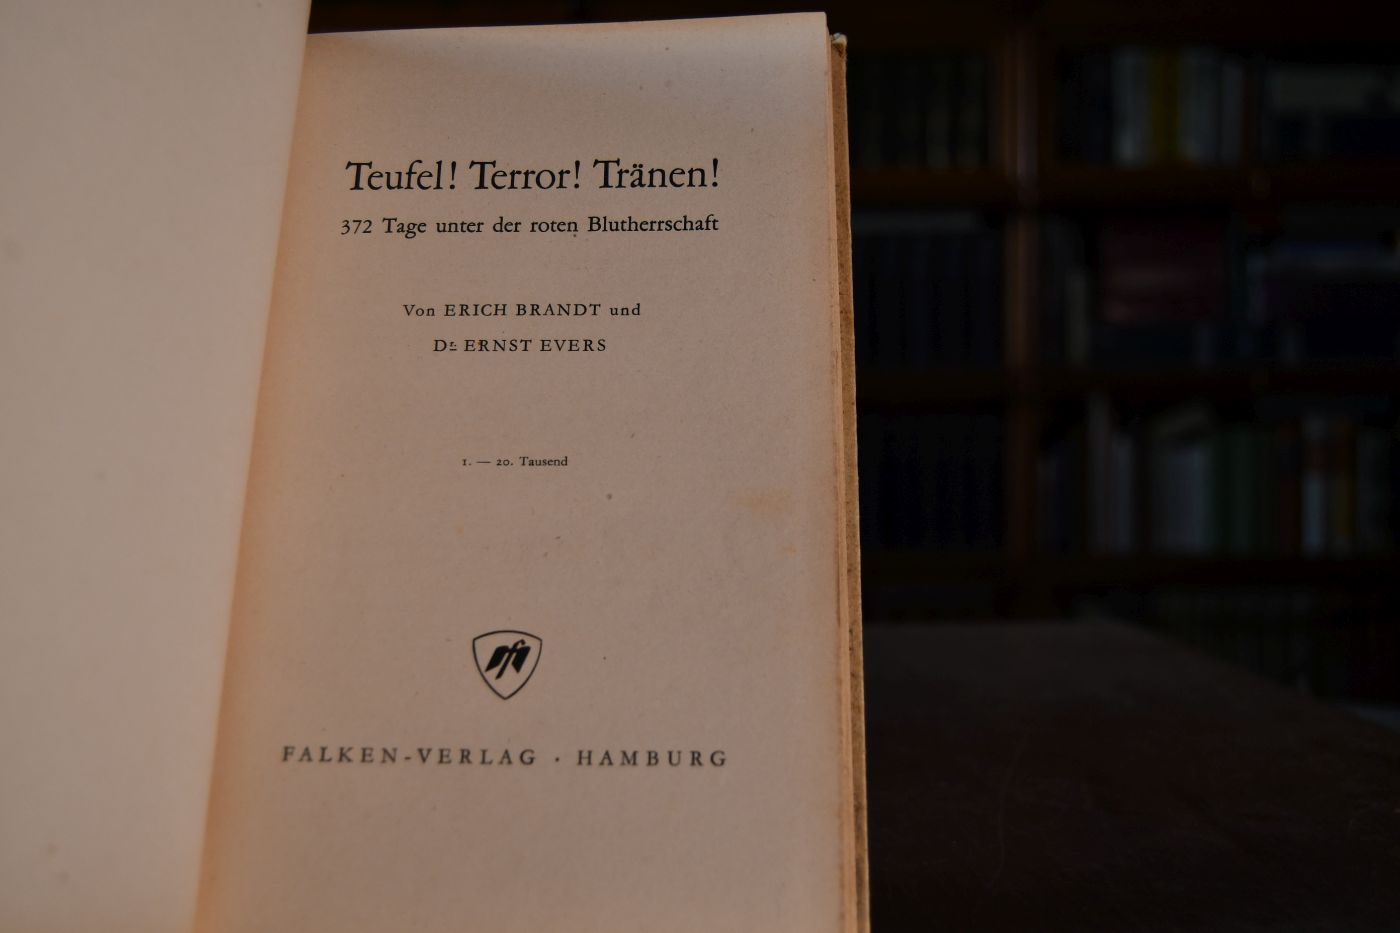 Teufel! Terror! Tränen!
372 Tage unter der roten Blutherrschaft
Von ERICH BRANDT und
Dr. ERNST EVERS
1. — 20. Tausend
FALKEN-VERLAG · HAMBURG